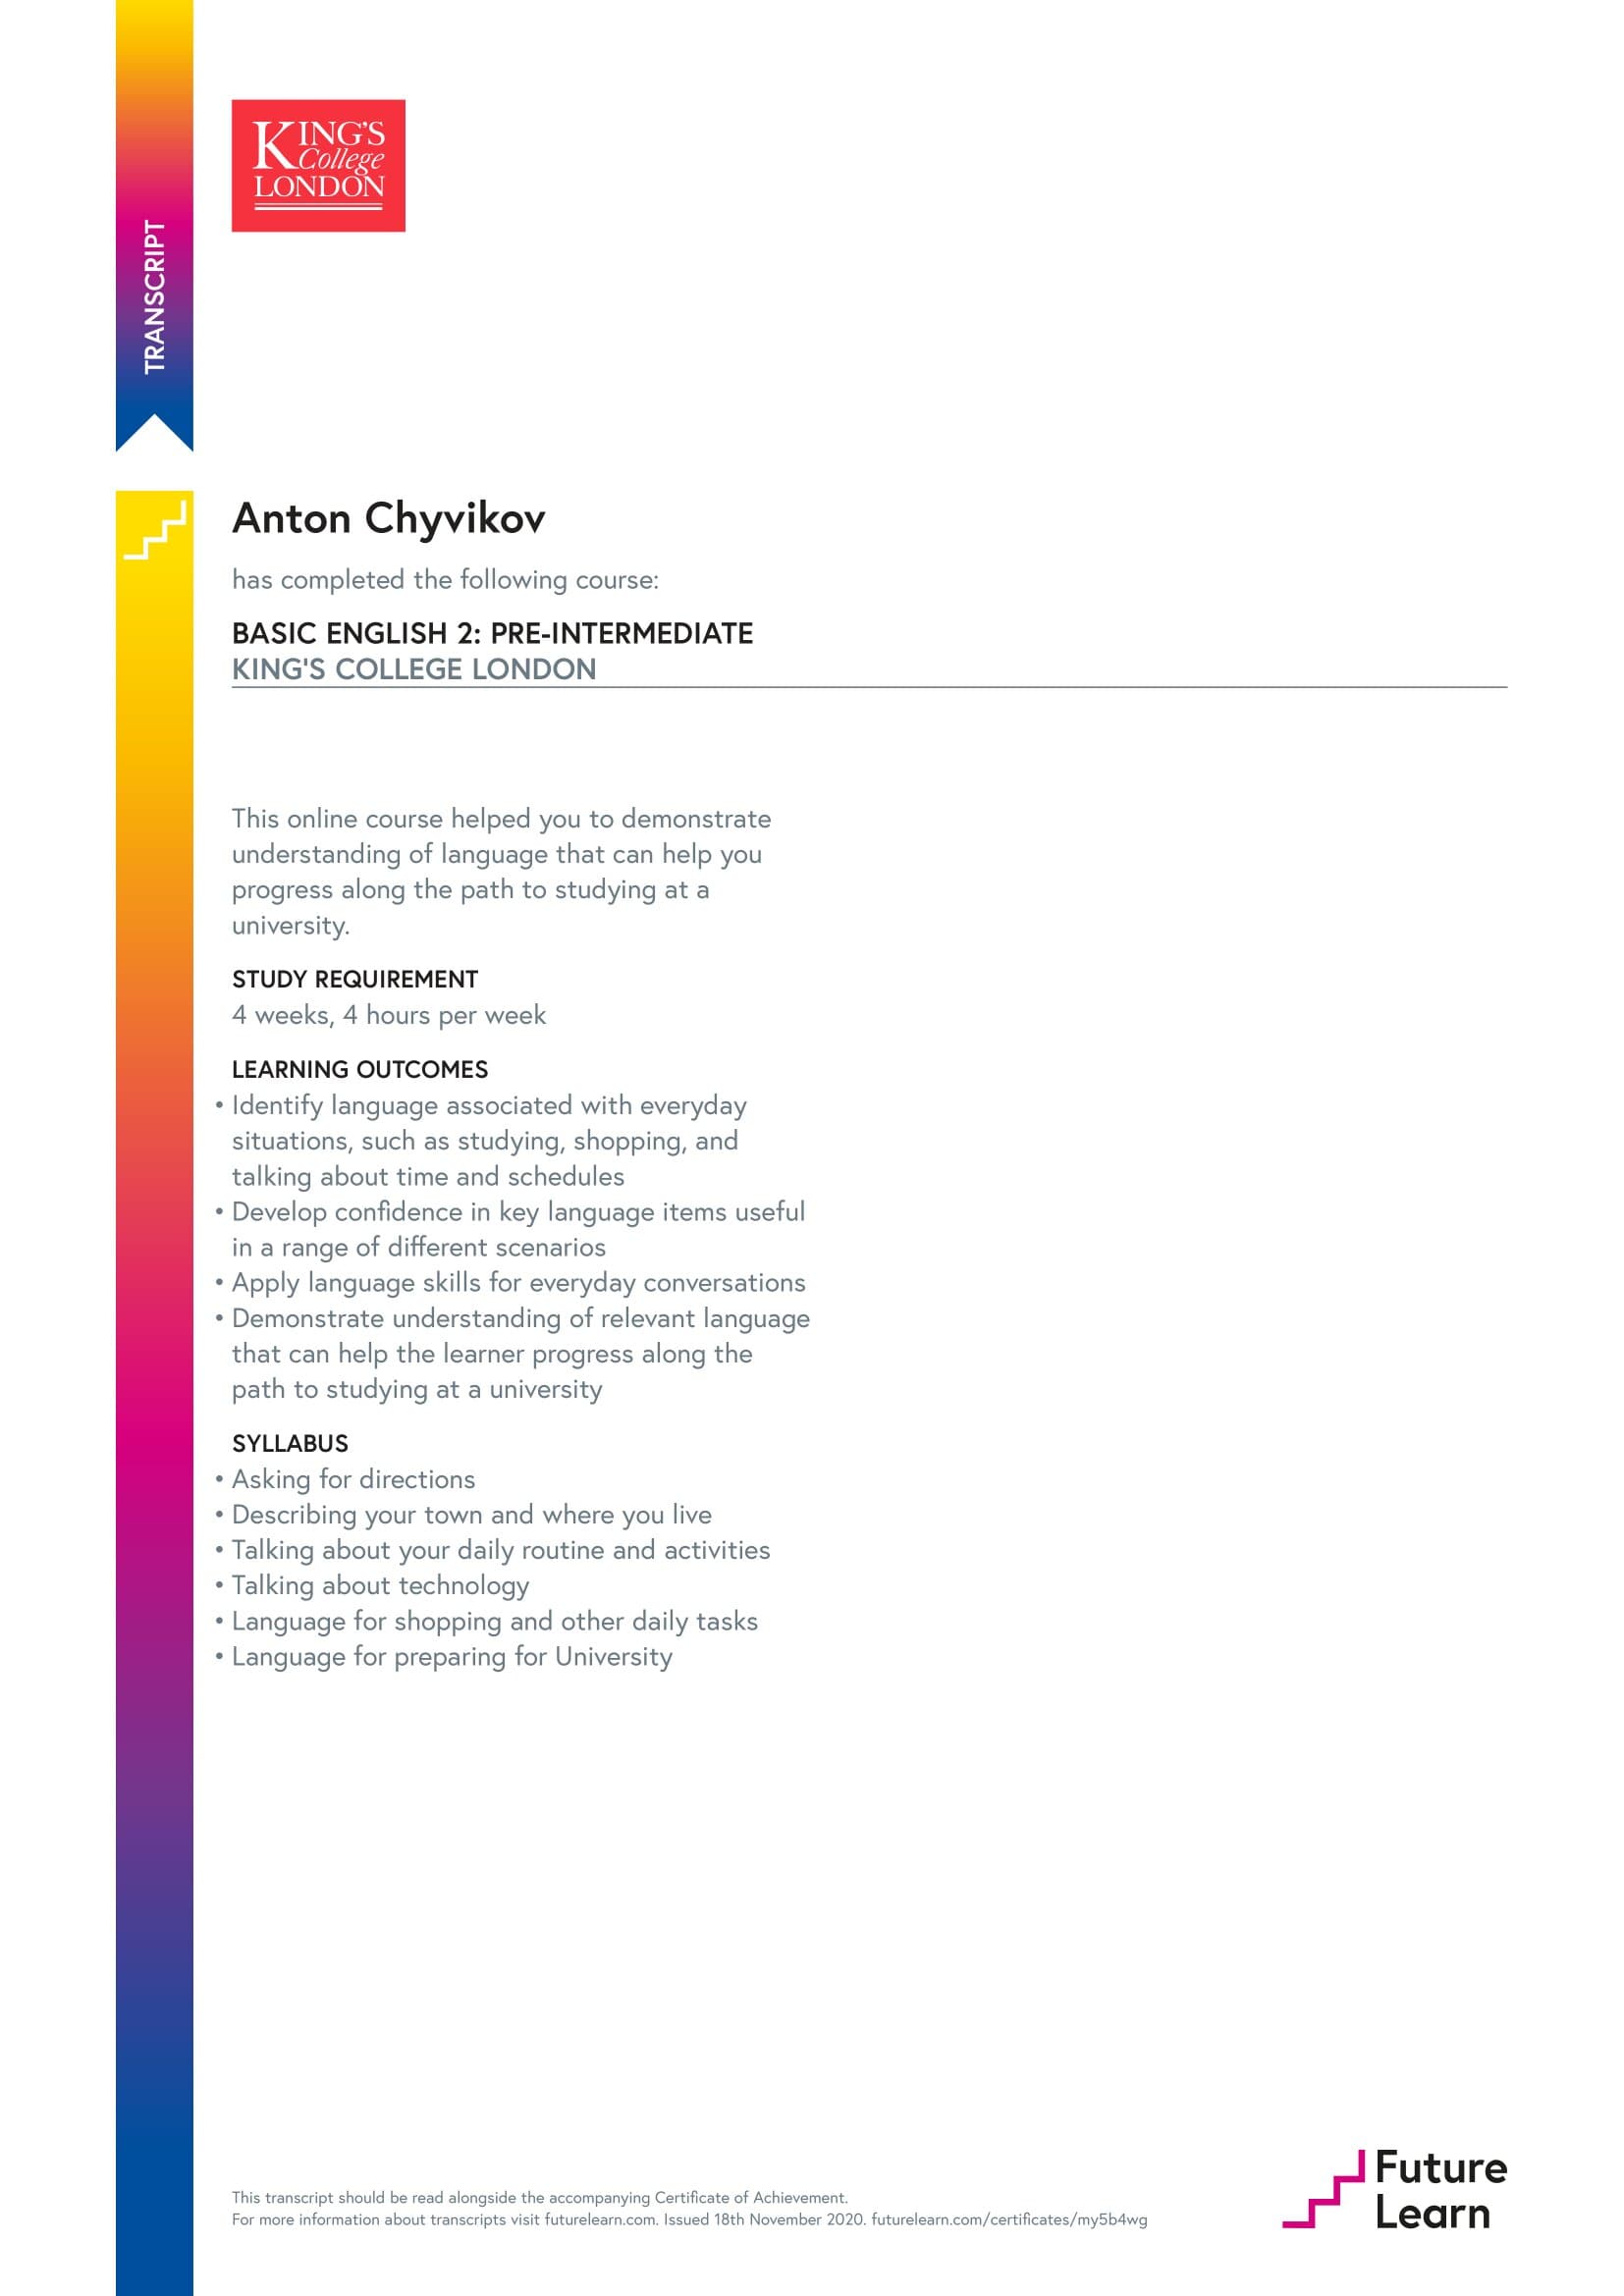 TRANSCRIPT
KING'S
College
LONDON
Anton Chyvikov
has completed the following course:
BASIC ENGLISH 2: PRE-INTERMEDIATE
KING'S COLLEGE LONDON
This online course helped you to demonstrate
understanding of language that can help you
progress along the path to studying at a
university.
STUDY REQUIREMENT
4 weeks, 4 hours per week
LEARNING OUTCOMES
• Identify language associated with everyday
situations, such as studying, shopping, and
talking about time and schedules
• Develop confidence in key language items useful
in a range of different scenarios
• Apply language skills for everyday conversations
• Demonstrate understanding of relevant language
that can help the learner progress along the
path to studying at a university
SYLLABUS
• Asking for directions
• Describing your town and where you live
• Talking about your daily routine and activities
• Talking about technology
• Language for shopping and other daily tasks
• Language for preparing for University
This transcript should be read alongside the accompanying Certificate of Achievement.
For more information about transcripts visit futurelearn.com. Issued 18th November 2020. futurelearn.com/certificates/my5b4wg
Future
Learn